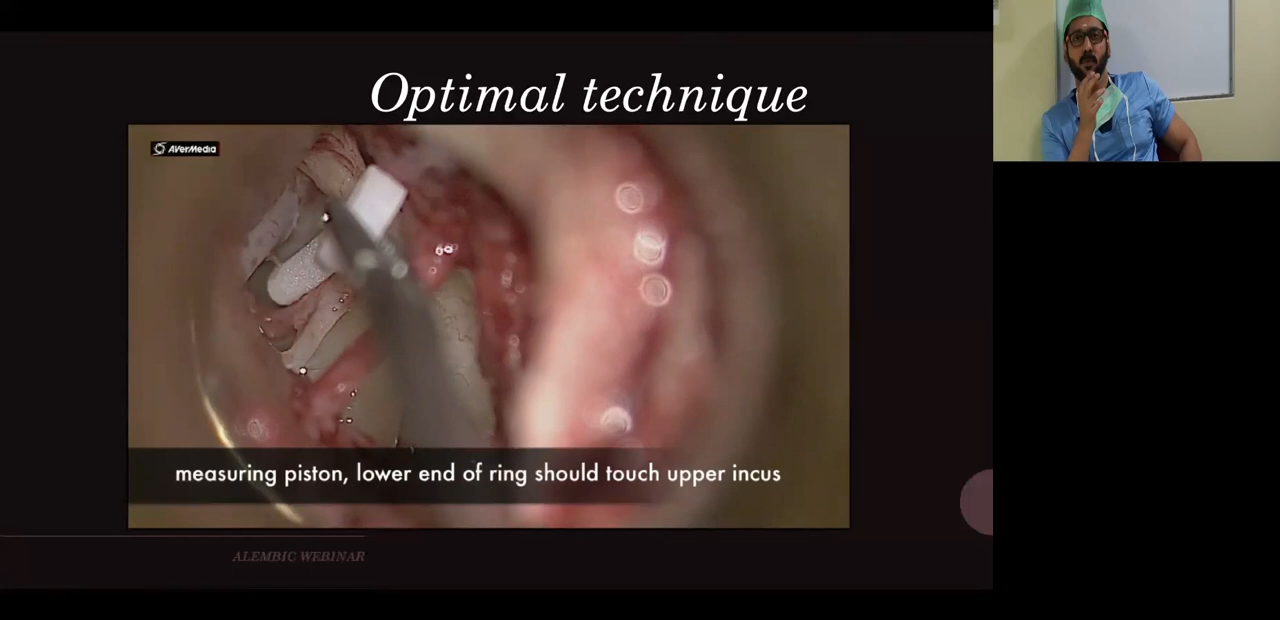 Optimal technique
AVerMedia
measuring piston, lower end of ring should touch upper incus
ALEMBIC WEBINAR